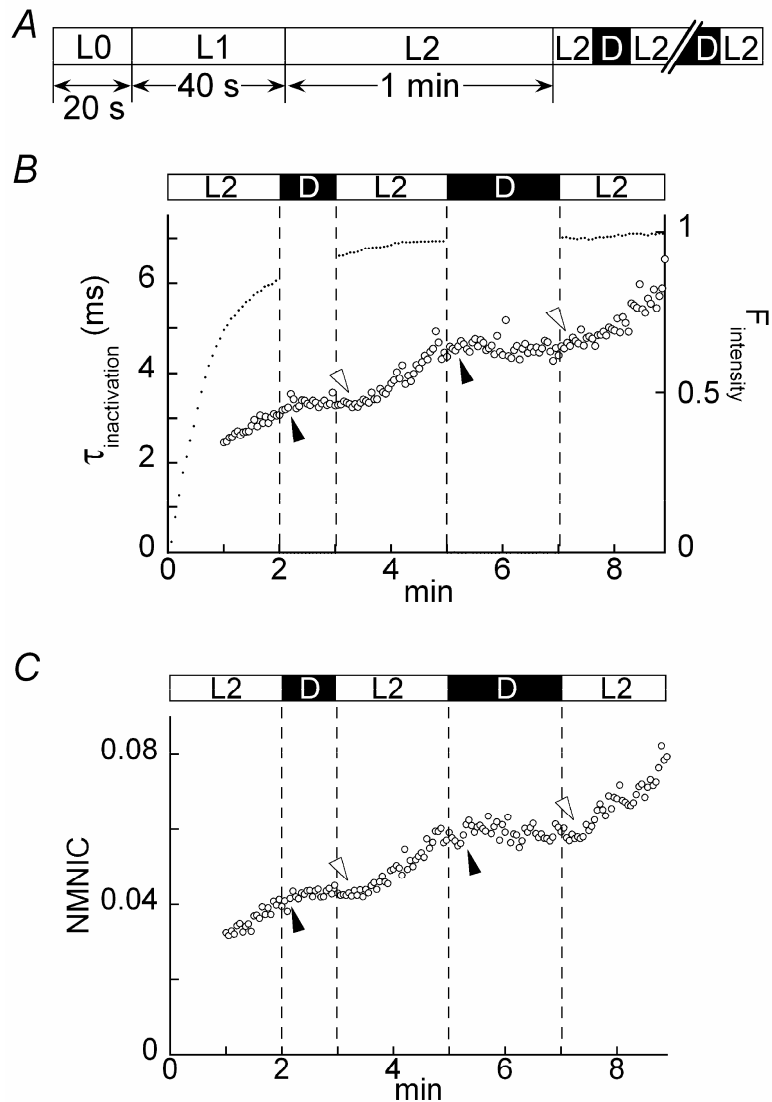 A
L0 L1 L2 L2 D L2 D L2
20 s 40 s 1 min
B
L2 D L2 D L2
τinactivation (ms)
6
4
2
0
1
0.5
0
Fintensity
0 2 4 6 8
min
C
L2 D L2 D L2
NMNIC
0.08
0.04
0
0 2 4 6 8
min